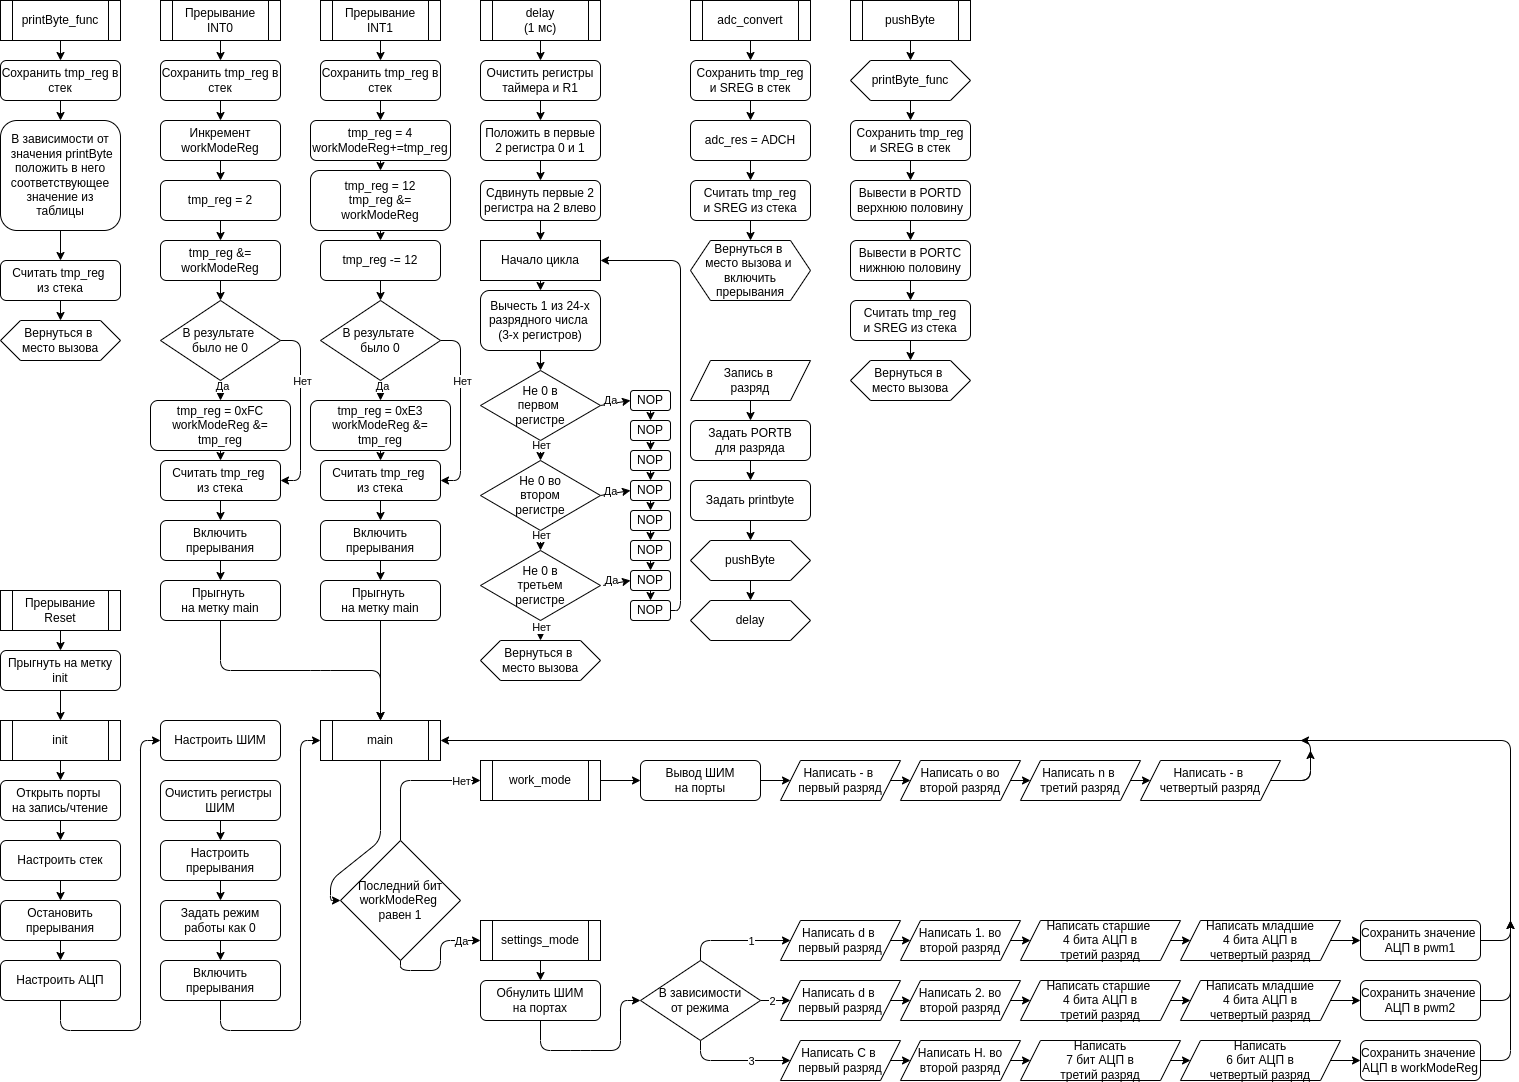 printByte_func
Сохранить tmp_reg в
стек
В зависимости от
значения printByte
положить в него
соответствующее
значение из
таблицы
Считать tmp_reg
из стека
Вернуться в
место вызова
Прерывание
INT0
Сохранить tmp_reg в
стек
Инкремент
workModeReg
tmp_reg = 2
tmp_reg &=
workModeReg
В результате
было не 0
Да
Нет
tmp_reg = 0xFC
workModeReg &=
tmp_reg
Считать tmp_reg
из стека
Включить
прерывания
Прыгнуть
на метку main
Прерывание
INT1
Сохранить tmp_reg в
стек
tmp_reg = 4
workModeReg+=tmp_reg
tmp_reg = 12
tmp_reg &=
workModeReg
tmp_reg -= 12
В результате
было 0
Да
Нет
tmp_reg = 0xE3
workModeReg &=
tmp_reg
Считать tmp_reg
из стека
Включить
прерывания
Прыгнуть
на метку main
delay
(1 мс)
Очистить регистры
таймера и R1
Положить в первые
2 регистра 0 и 1
Сдвинуть первые 2
регистра на 2 влево
Начало цикла
Вычесть 1 из 24-х
разрядного числа
(3-х регистров)
Не 0 в
первом
регистре
Да
Нет
Не 0 во
втором
регистре
Да
Нет
Не 0 в
третьем
регистре
Да
Нет
Вернуться в
место вызова
NOP
NOP
NOP
NOP
NOP
NOP
NOP
NOP
adc_convert
Сохранить tmp_reg
и SREG в стек
adc_res = ADCH
Считать tmp_reg
и SREG из стека
Вернуться в
место вызова и
включить
прерывания
Запись в
разряд
Задать PORTB
для разряда
Задать printbyte
pushByte
delay
pushByte
printByte_func
Сохранить tmp_reg
и SREG в стек
Вывести в PORTD
верхнюю половину
Вывести в PORTC
нижнюю половину
Считать tmp_reg
и SREG из стека
Вернуться в
место вызова
Прерывание
Reset
Прыгнуть на метку
init
init
Открыть порты
на запись/чтение
Настроить стек
Остановить
прерывания
Настроить АЦП
Настроить ШИМ
Очистить регистры
ШИМ
Настроить
прерывания
Задать режим
работы как 0
Включить
прерывания
main
Последний бит
workModeReg
равен 1
Нет
Да
work_mode
Вывод ШИМ
на порты
Написать - в
первый разряд
Написать о во
второй разряд
Написать n в
третий разряд
Написать - в
четвертый разряд
settings_mode
Обнулить ШИМ
на портах
В зависимости
от режима
1
Написать d в
первый разряд
Написать 1. во
второй разряд
Написать старшие
4 бита АЦП в
третий разряд
Написать младшие
4 бита АЦП в
четвертый разряд
Сохранить значение
АЦП в pwm1
2
Написать d в
первый разряд
Написать 2. во
второй разряд
Написать старшие
4 бита АЦП в
третий разряд
Написать младшие
4 бита АЦП в
четвертый разряд
Сохранить значение
АЦП в pwm2
3
Написать C в
первый разряд
Написать H. во
второй разряд
Написать
7 бит АЦП в
третий разряд
Написать
6 бит АЦП в
четвертый разряд
Сохранить значение
АЦП в workModeReg